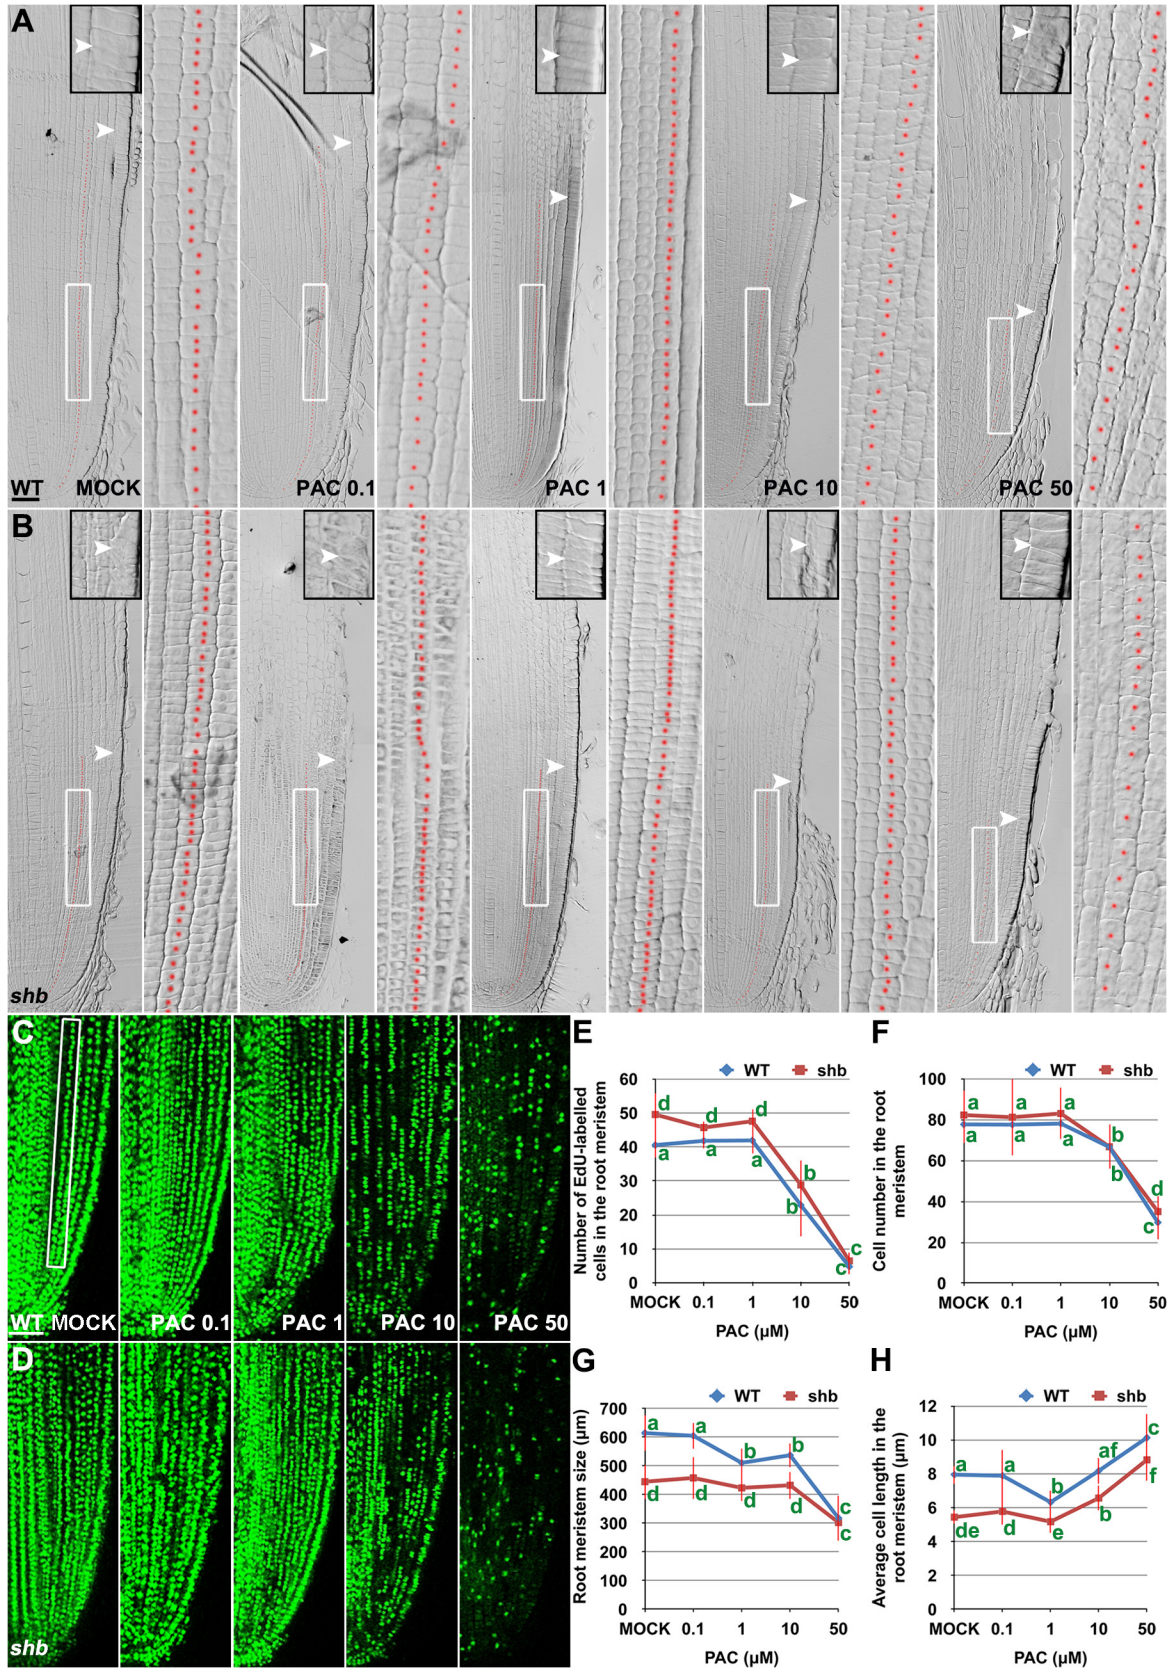 A
WT MOCK PAC 0.1 PAC 1 PAC 10 PAC 50
B
shb
C
WT MOCK PAC 0.1 PAC 1 PAC 10 PAC 50
D
shb
E
WT shb
Number of EdU-labelled
cells in the root meristem
60
50
40
30
20
10
0
d d d b c
a a a b c
MOCK 0.1 1 10 50
PAC (µM)
F
WT shb
Cell number in the root
meristem
100
80
60
40
20
0
a a a b d
a a a b c
MOCK 0.1 1 10 50
PAC (µM)
G
WT shb
Root meristem size (µm)
700
600
500
400
300
200
100
0
a a b b c
d d d d c
MOCK 0.1 1 10 50
PAC (µM)
H
WT shb
Average cell length in the
root meristem (µm)
12
10
8
6
4
2
0
a a b af c
de d e b f
MOCK 0.1 1 10 50
PAC (µM)